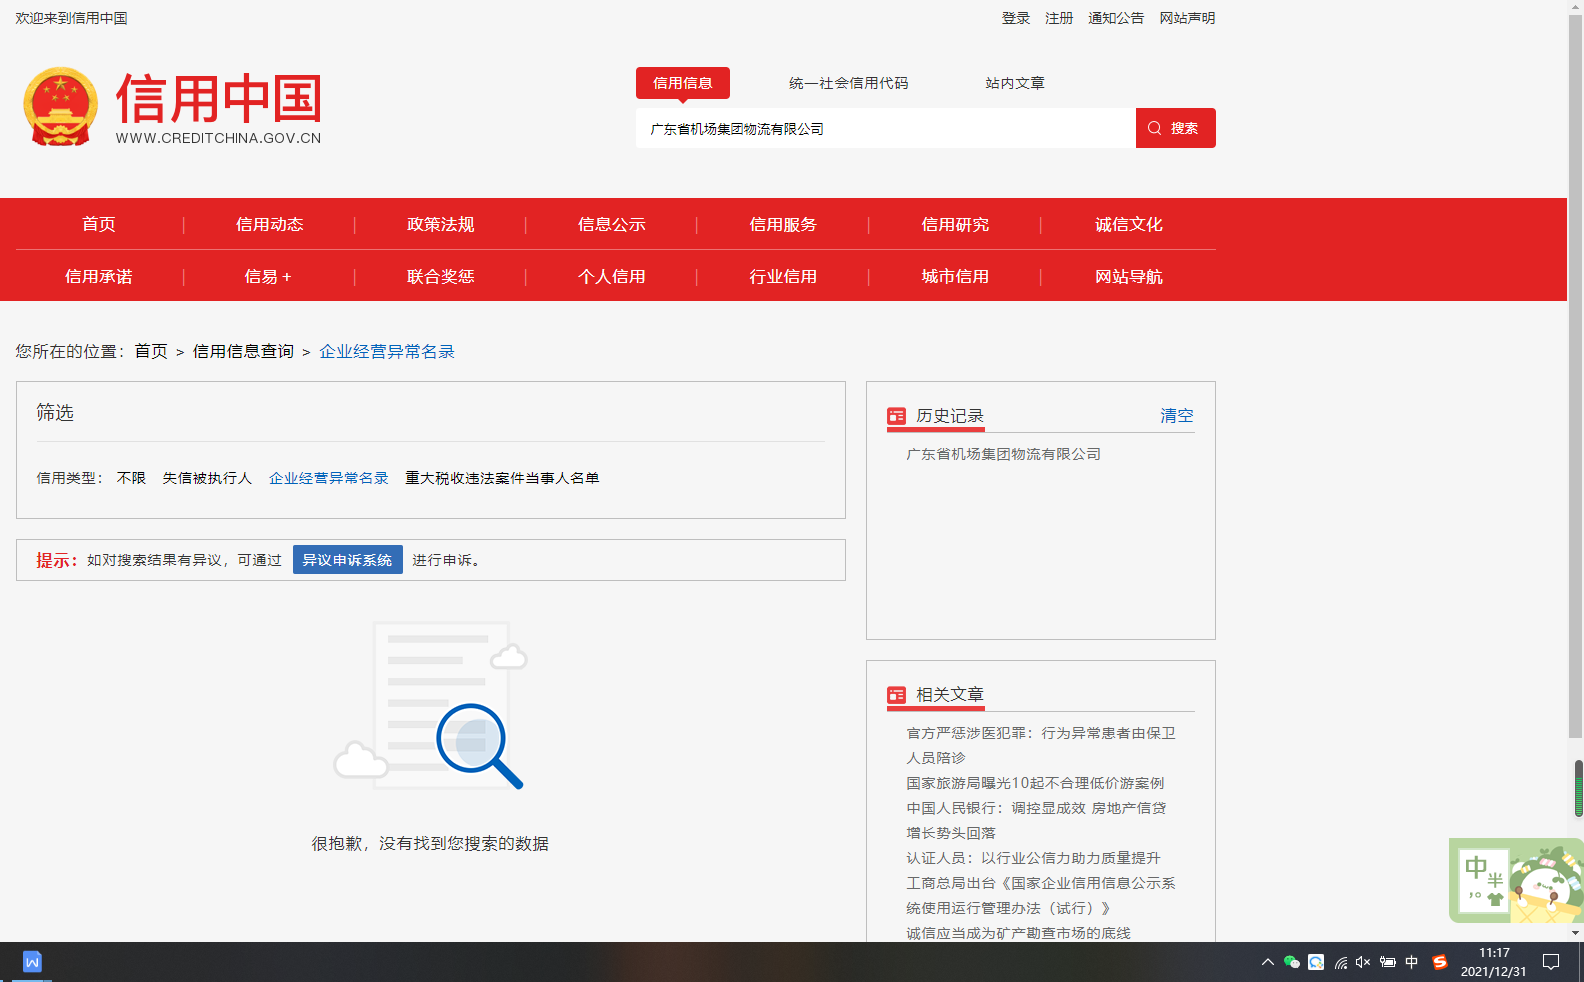 欢迎来到信用中国
登录 注册 通知公告 网站声明
信用中国
WWW.CREDITCHINA.GOV.CN
信用信息 统一社会信用代码 站内文章
广东省机场集团物流有限公司 搜索
首页 | 信用动态 | 政策法规 | 信息公示 | 信用服务 | 信用研究 | 诚信文化
信用承诺 | 信易+ | 联合奖惩 | 个人信用 | 行业信用 | 城市信用 | 网站导航
您所在的位置：首页 > 信用信息查询 > 企业经营异常名录
筛选
信用类型： 不限 失信被执行人 企业经营异常名录 重大税收违法案件当事人名单
提示：如对搜索结果有异议，可通过 异议申诉系统 进行申诉。
很抱歉，没有找到您搜索的数据
历史记录 清空
广东省机场集团物流有限公司
相关文章
官方严惩涉医犯罪：行为异常患者由保卫
人员陪诊
国家旅游局曝光10起不合理低价游案例
中国人民银行：调控显成效 房地产信贷
增长势头回落
认证人员：以行业公信力助力质量提升
工商总局出台《国家企业信用信息公示系
统使用运行管理办法（试行）》
诚信应当成为矿产勘查市场的底线
中
半
中
11:17
2021/12/31